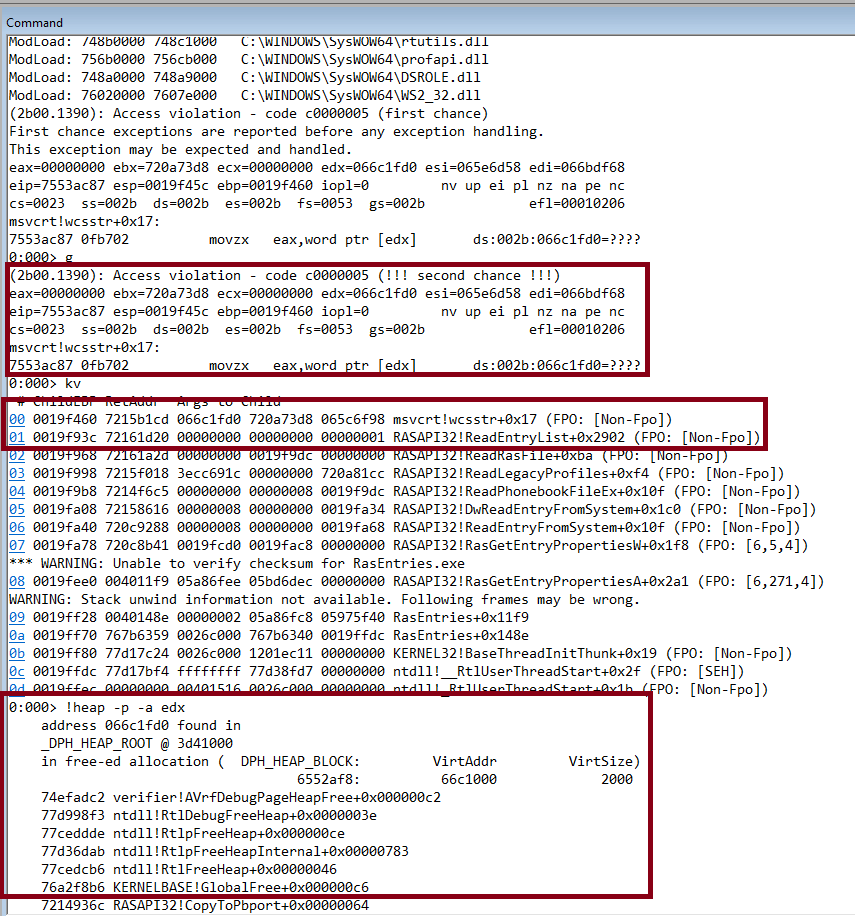 Command
ModLoad: 748b0000 748c1000   C:\WINDOWS\SysWOW64\rtutils.dll
ModLoad: 756b0000 756cb000   C:\WINDOWS\SysWOW64\profapi.dll
ModLoad: 748a0000 748a9000   C:\WINDOWS\SysWOW64\DSROLE.dll
ModLoad: 76020000 7607e000   C:\WINDOWS\SysWOW64\WS2_32.dll
(2b00.1390): Access violation - code c0000005 (first chance)
First chance exceptions are reported before any exception handling.
This exception may be expected and handled.
eax=00000000 ebx=720a73d8 ecx=00000000 edx=066c1fd0 esi=065e6d58 edi=066bdf68
eip=7553ac87 esp=0019f45c ebp=0019f460 iopl=0         nv up ei pl nz na pe nc
cs=0023  ss=002b  ds=002b  es=002b  fs=0053  gs=002b             efl=00010206
msvcrt!wcsstr+0x17:
7553ac87 0fb702          movzx   eax,word ptr [edx]       ds:002b:066c1fd0=????
0:000> g
(2b00.1390): Access violation - code c0000005 (!!! second chance !!!)
eax=00000000 ebx=720a73d8 ecx=00000000 edx=066c1fd0 esi=065e6d58 edi=066bdf68
eip=7553ac87 esp=0019f45c ebp=0019f460 iopl=0         nv up ei pl nz na pe nc
cs=0023  ss=002b  ds=002b  es=002b  fs=0053  gs=002b             efl=00010206
msvcrt!wcsstr+0x17:
7553ac87 0fb702          movzx   eax,word ptr [edx]       ds:002b:066c1fd0=????
0:000> kv
 # ChildEBP RetAddr  Args to Child
00 0019f460 7215b1cd 066c1fd0 720a73d8 065c6f98 msvcrt!wcsstr+0x17 (FPO: [Non-Fpo])
01 0019f93c 72161d20 00000000 00000000 00000001 RASAPI32!ReadEntryList+0x2902 (FPO: [Non-Fpo])
02 0019f968 72161a2d 00000000 0019f9dc 00000000 RASAPI32!ReadRasFile+0xba (FPO: [Non-Fpo])
03 0019f998 7215f018 3ecc691c 00000000 720a81cc RASAPI32!ReadLegacyProfiles+0xf4 (FPO: [Non-Fpo])
04 0019f9b8 7214f6c5 00000000 00000008 0019f9dc RASAPI32!ReadPhonebookFileEx+0x10f (FPO: [Non-Fpo])
05 0019fa08 72158616 00000008 00000000 0019fa34 RASAPI32!DwReadEntryFromSystem+0x1c0 (FPO: [Non-Fpo])
06 0019fa40 720c9288 00000008 00000000 0019fa68 RASAPI32!ReadEntryFromSystem+0x10f (FPO: [Non-Fpo])
07 0019fa78 720c8b41 0019fcd0 0019fac8 00000000 RASAPI32!RasGetEntryPropertiesW+0x1f8 (FPO: [6,5,4])
*** WARNING: Unable to verify checksum for RasEntries.exe
08 0019fee0 004011f9 05a86fee 05bd6dec 00000000 RASAPI32!RasGetEntryPropertiesA+0x2a1 (FPO: [6,271,4])
WARNING: Stack unwind information not available. Following frames may be wrong.
09 0019ff28 0040148e 00000002 05a86fc8 05975f40 RasEntries+0x11f9
0a 0019ff70 767b6359 0026c000 767b6340 0019ffdc RasEntries+0x148e
0b 0019ff80 77d17c24 0026c000 1201ec11 00000000 KERNEL32!BaseThreadInitThunk+0x19 (FPO: [Non-Fpo])
0c 0019ffdc 77d17bf4 ffffffff 77d38fd7 00000000 ntdll!__RtlUserThreadStart+0x2f (FPO: [SEH])
0d 0019ffec 00000000 00401516 0026c000 00000000 ntdll!_RtlUserThreadStart+0x1b (FPO: [Non-Fpo])
0:000> !heap -p -a edx
    address 066c1fd0 found in
    _DPH_HEAP_ROOT @ 3d41000
    in free-ed allocation (  DPH_HEAP_BLOCK:         VirtAddr         VirtSize)
                                    6552af8:          66c1000             2000
    74efadc2 verifier!AVrfDebugPageHeapFree+0x000000c2
    77d998f3 ntdll!RtlDebugFreeHeap+0x0000003e
    77ceddde ntdll!RtlpFreeHeap+0x000000ce
    77d36dab ntdll!RtlpFreeHeapInternal+0x00000783
    77cedcb6 ntdll!RtlFreeHeap+0x00000046
    76a2f8b6 KERNELBASE!GlobalFree+0x000000c6
    7214936c RASAPI32!CopyToPbport+0x00000064